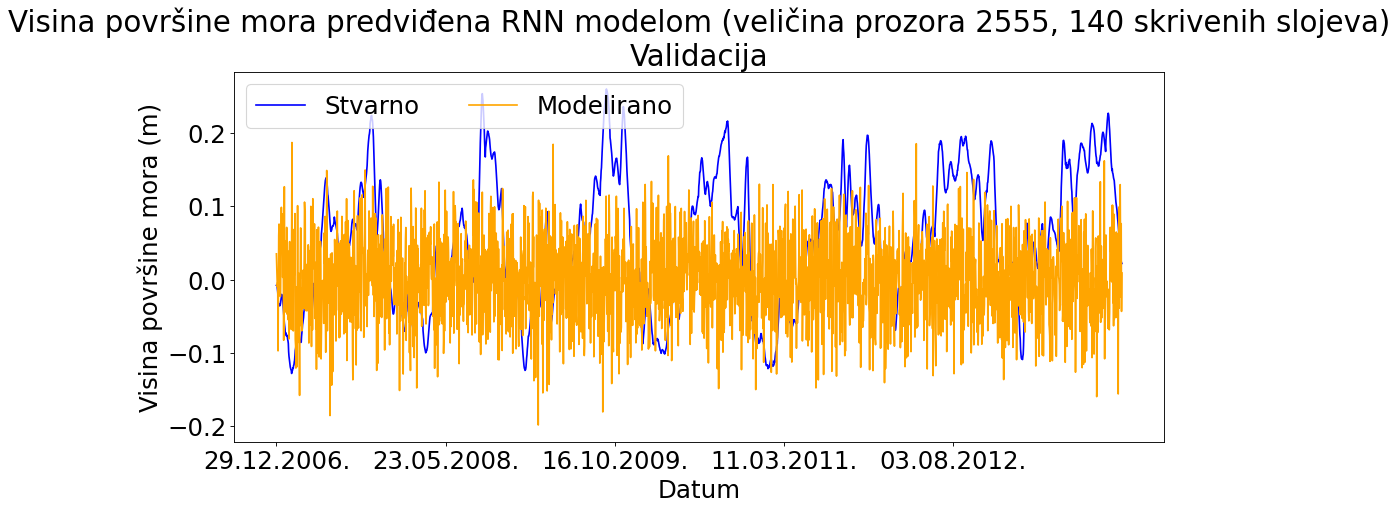 Visina površine mora predviđena RNN modelom (veličina prozora 2555, 140 skrivenih slojeva)
Validacija
Stvarno Modelirano
Visina površine mora (m)
0.2
0.1
0.0
−0.1
−0.2
29.12.2006. 23.05.2008. 16.10.2009. 11.03.2011. 03.08.2012.
Datum